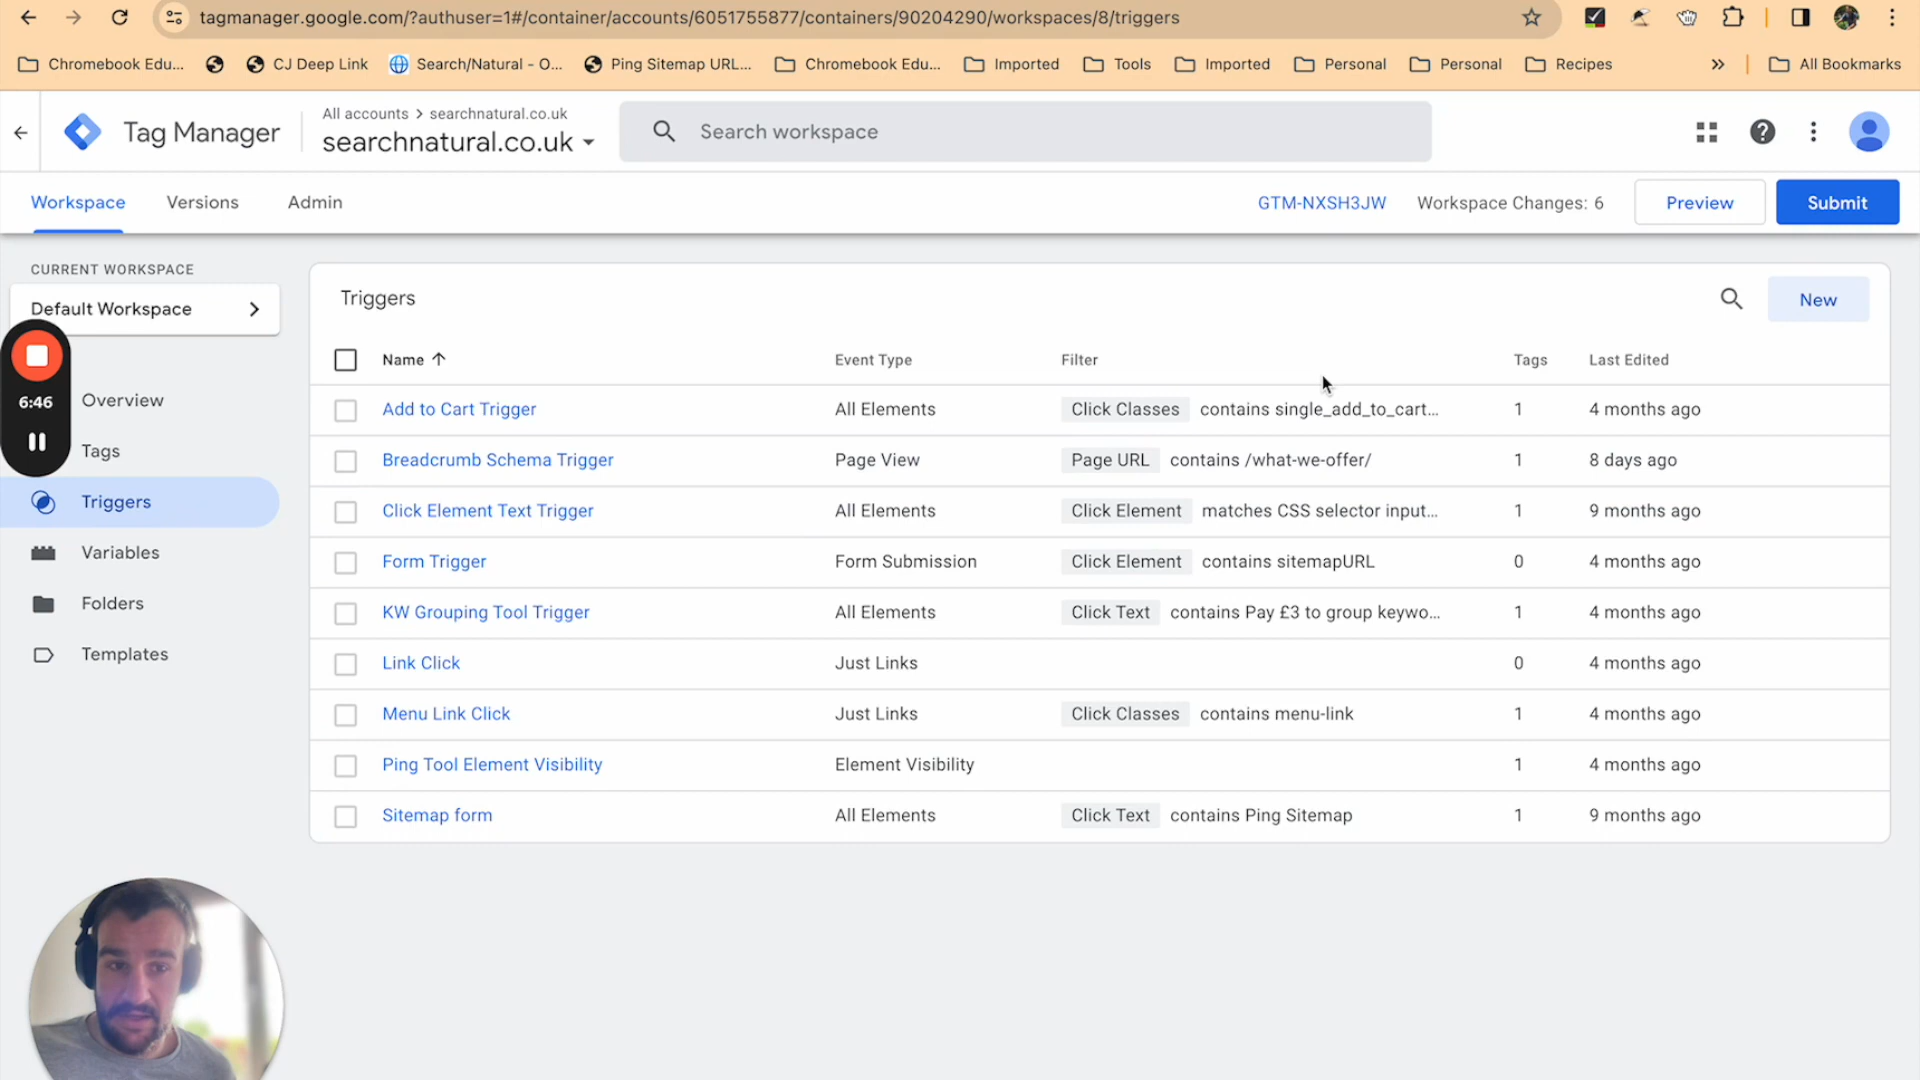 tagmanager.google.com/?authuser=1#/container/accounts/6051755877/containers/90204290/workspaces/8/triggers
Chromebook Edu... CJ Deep Link Search/Natural - O... Ping Sitemap URL... Chromebook Edu... Imported Tools Imported Personal Personal Recipes » All Bookmarks
All accounts > searchnatural.co.uk
Tag Manager searchnatural.co.uk Search workspace
Workspace Versions Admin GTM-NXSH3JW Workspace Changes: 6 Preview Submit
CURRENT WORKSPACE
Default Workspace
6:46
Overview
Tags
Triggers
Variables
Folders
Templates
Triggers New
Name Event Type Filter Tags Last Edited
Add to Cart Trigger All Elements Click Classes contains single_add_to_cart... 1 4 months ago
Breadcrumb Schema Trigger Page View Page URL contains /what-we-offer/ 1 8 days ago
Click Element Text Trigger All Elements Click Element matches CSS selector input... 1 9 months ago
Form Trigger Form Submission Click Element contains sitemapURL 0 4 months ago
KW Grouping Tool Trigger All Elements Click Text contains Pay £3 to group keywo... 1 4 months ago
Link Click Just Links 0 4 months ago
Menu Link Click Just Links Click Classes contains menu-link 1 4 months ago
Ping Tool Element Visibility Element Visibility 1 4 months ago
Sitemap form All Elements Click Text contains Ping Sitemap 1 9 months ago